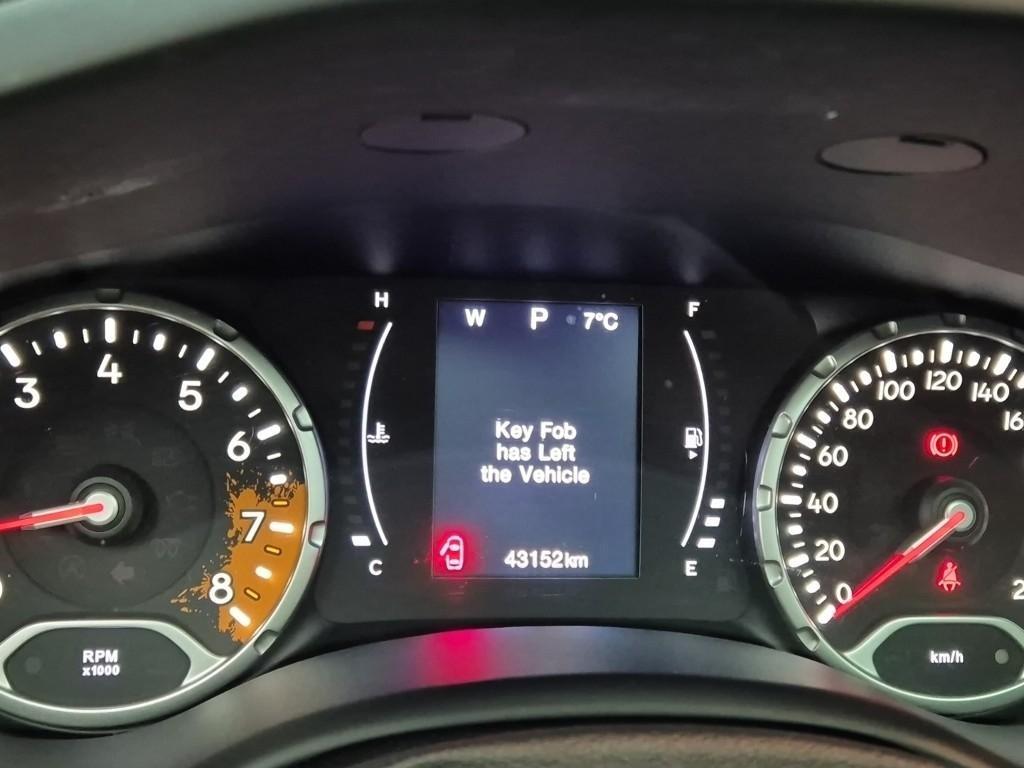 H
F
W P 7°C
3
4
5
6
7
8
RPM
x1000
Key Fob
has Left
the Vehicle
43152km
C
E
0
20
40
60
80
100
120
140
km/h